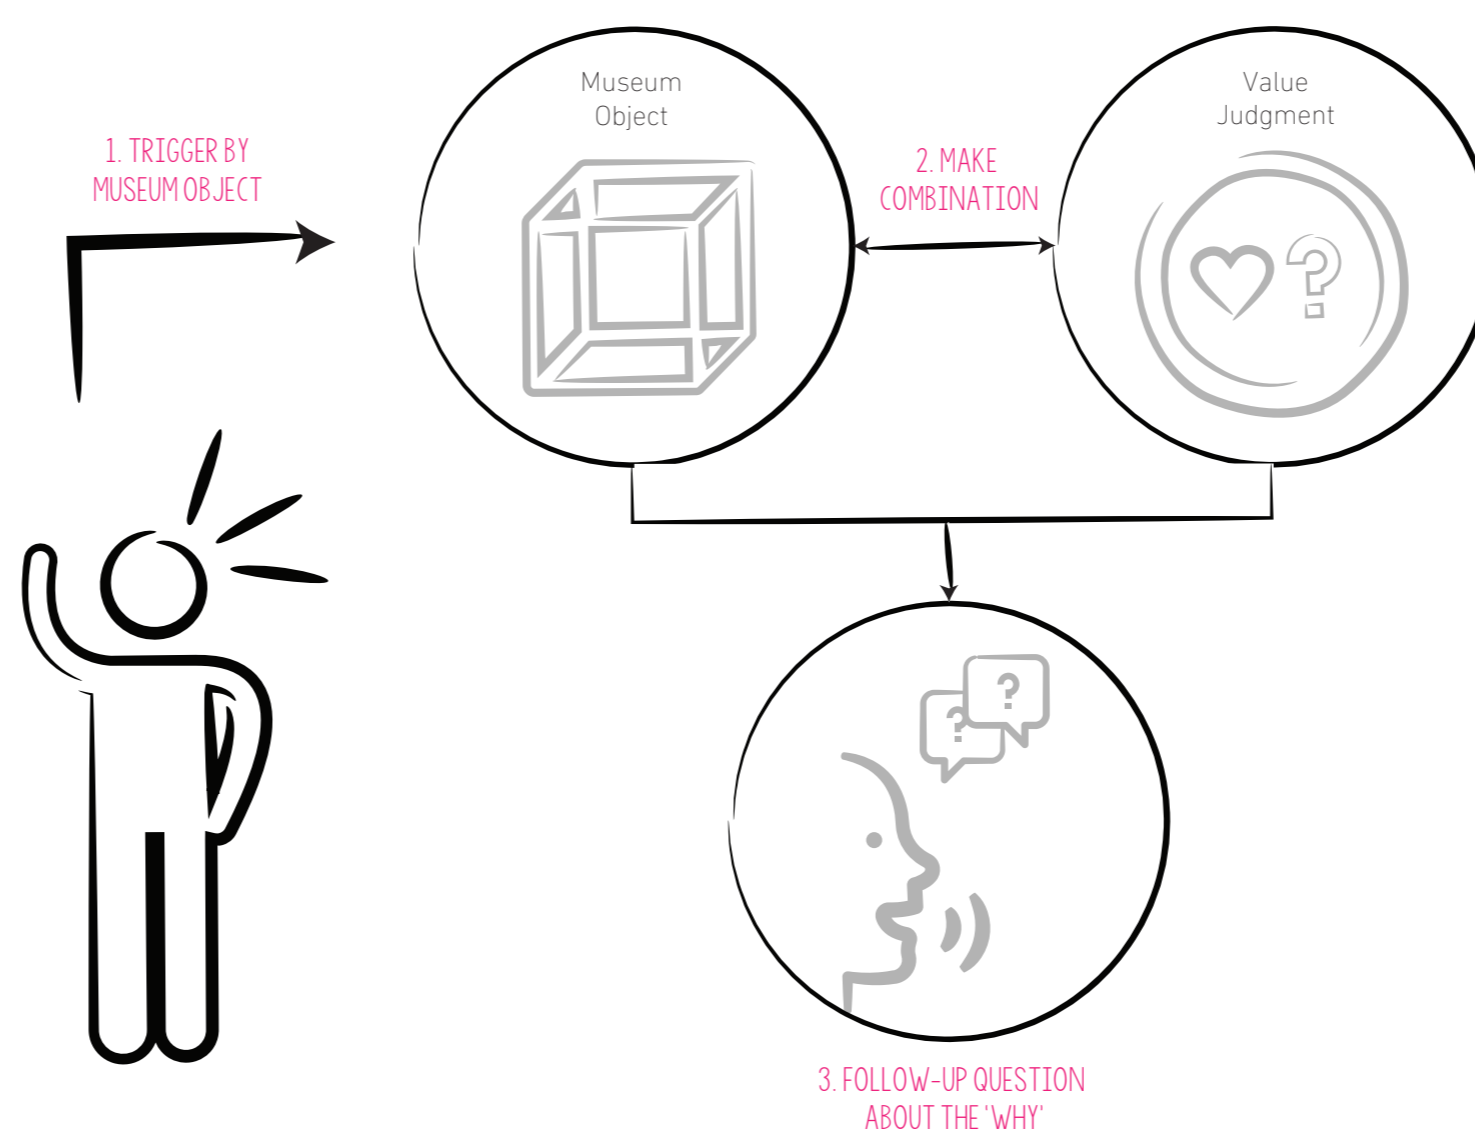 1. TRIGGER BY
MUSEUM OBJECT
Museum
Object
2. MAKE
COMBINATION
Value
Judgment
?
?
?
3. FOLLOW-UP QUESTION
ABOUT THE 'WHY'